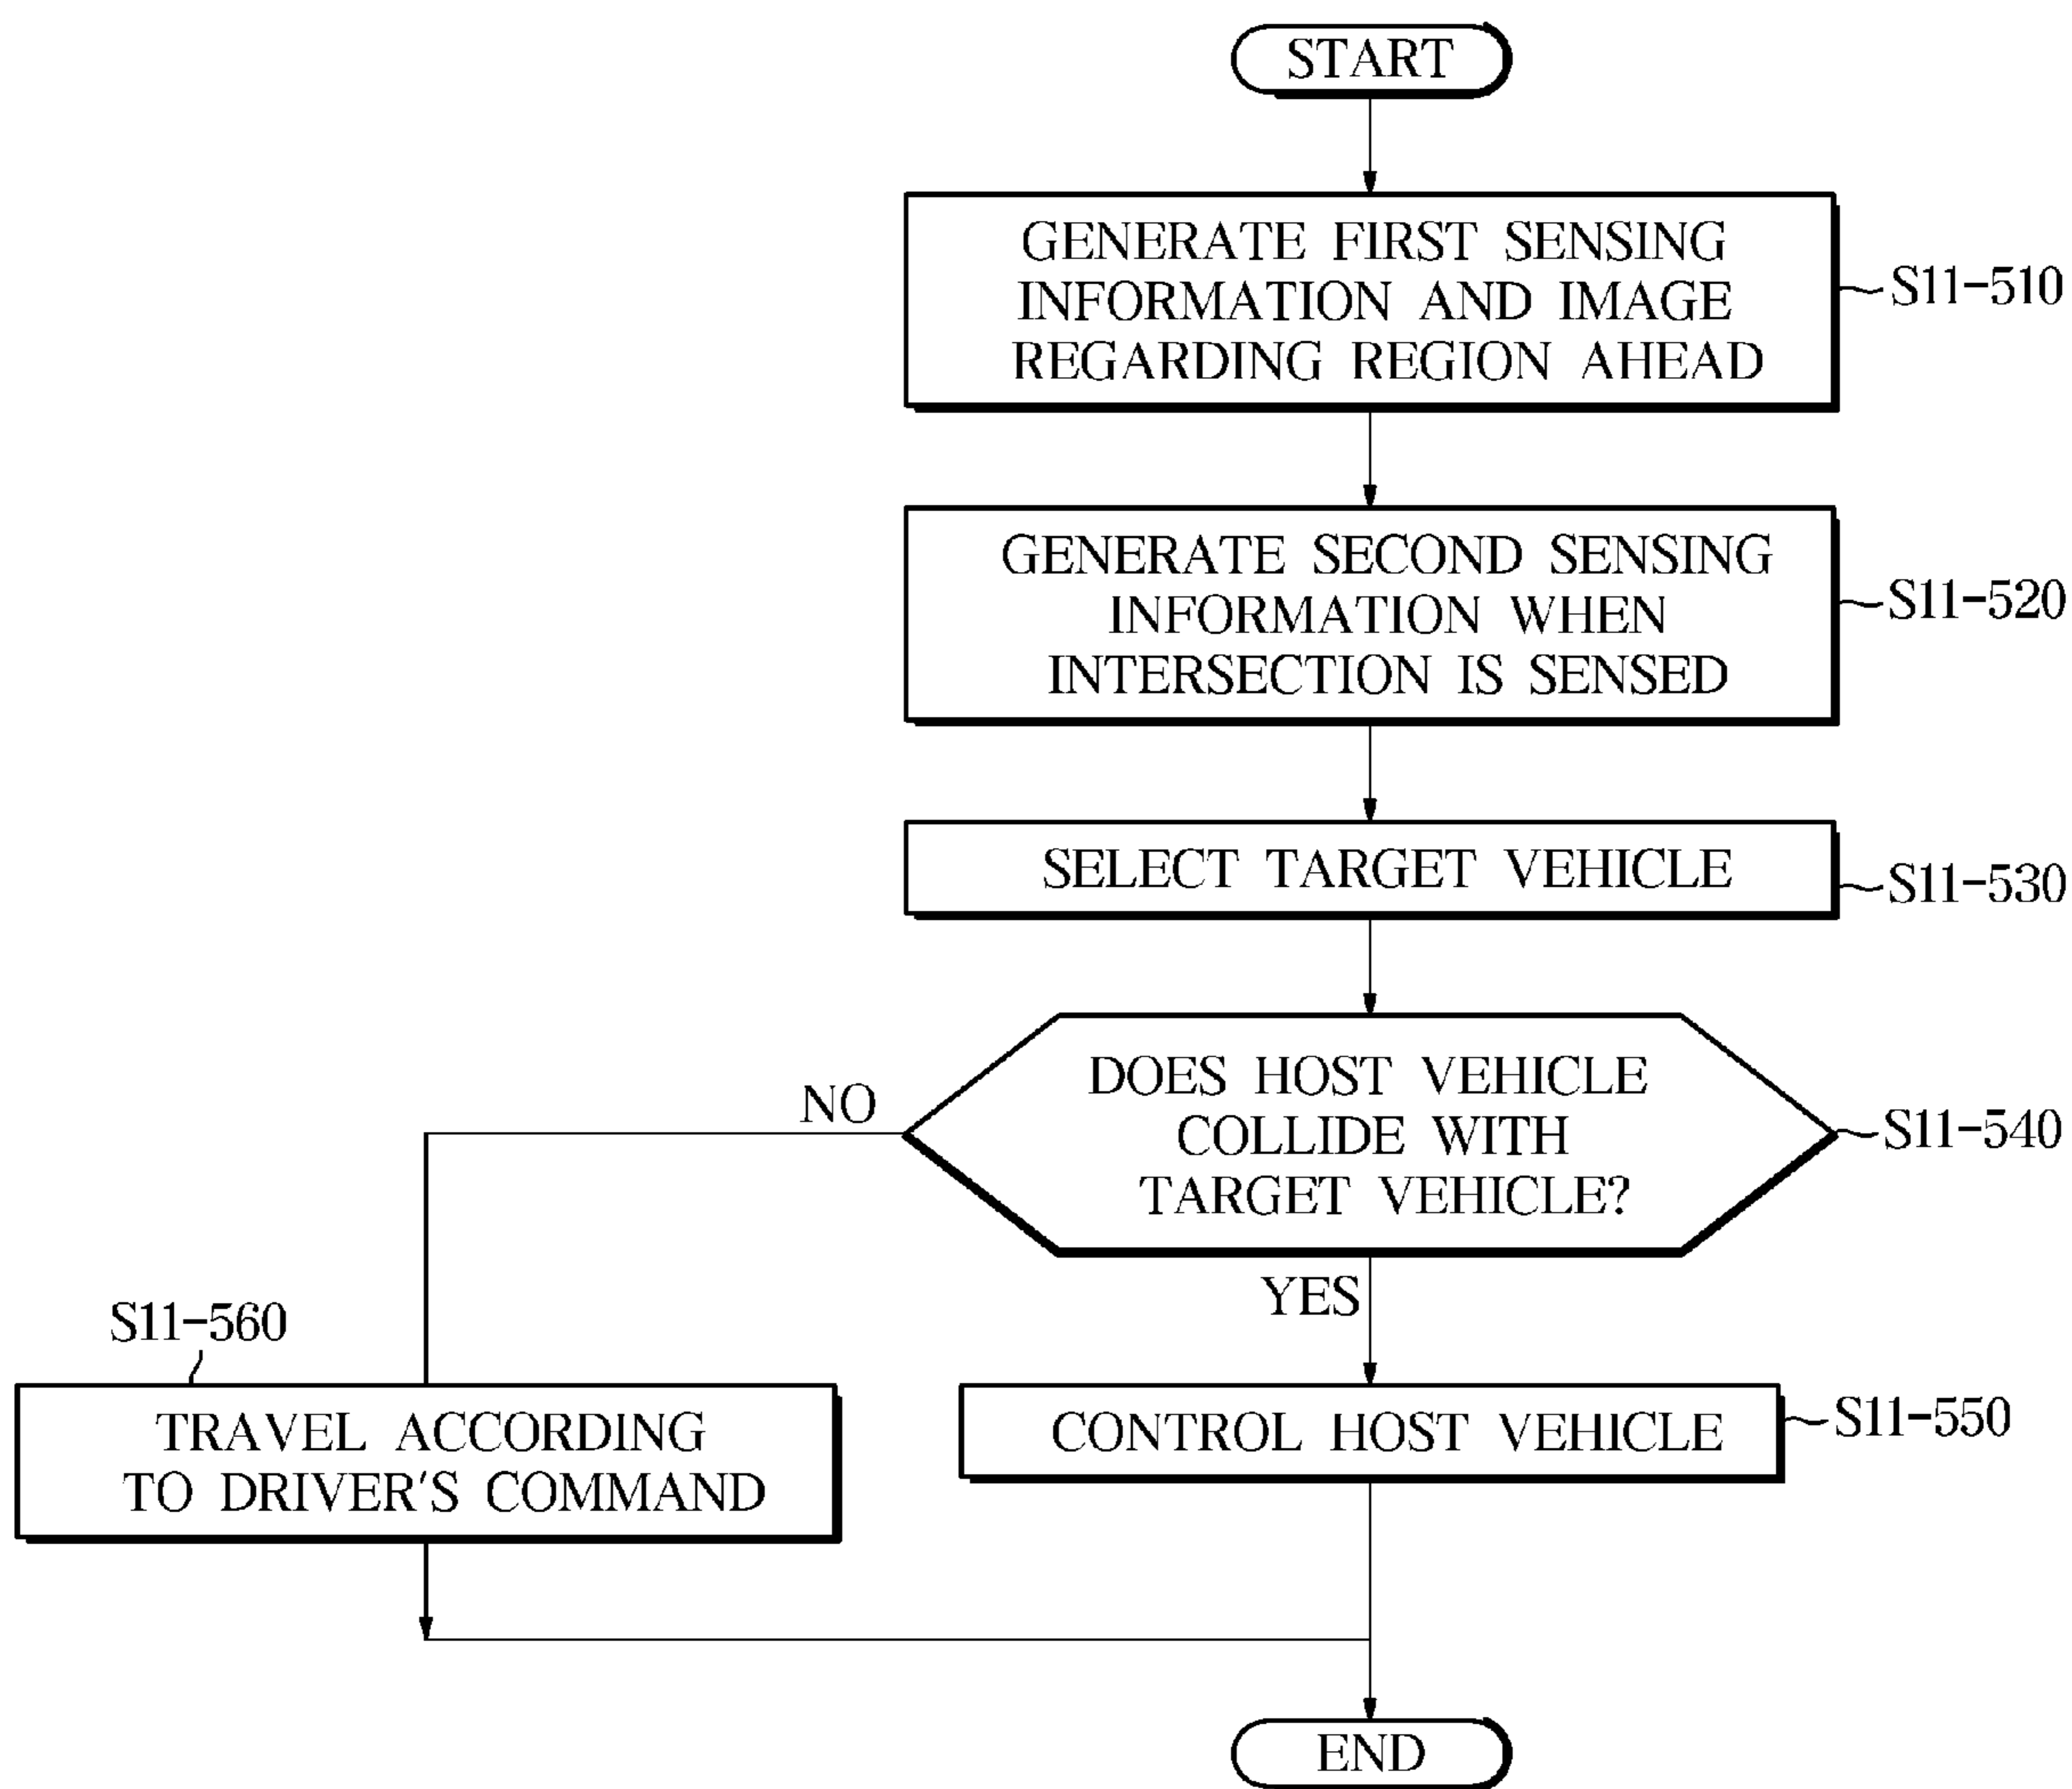 START
GENERATE FIRST SENSING
INFORMATION AND IMAGE
REGARDING REGION AHEAD
S11-510
GENERATE SECOND SENSING
INFORMATION WHEN
INTERSECTION IS SENSED
S11-520
SELECT TARGET VEHICLE
S11-530
DOES HOST VEHICLE
COLLIDE WITH
TARGET VEHICLE?
S11-540
NO
YES
S11-560
TRAVEL ACCORDING
TO DRIVER'S COMMAND
CONTROL HOST VEHICLE
S11-550
END